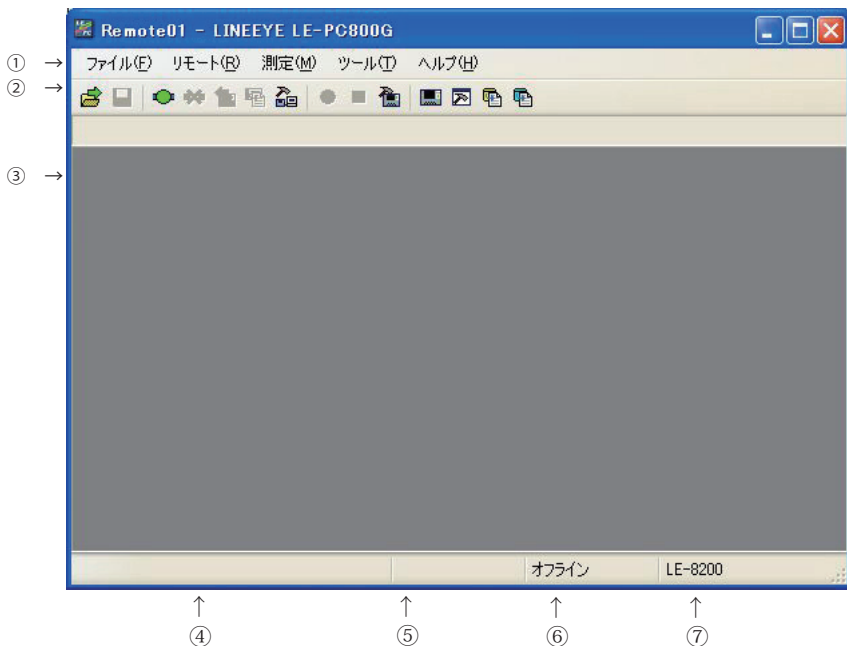 Remote01 - LINEEYE LE-PC800G
① → ファイル(F) リモート(R) 測定(M) ツール(T) ヘルプ(H)
② →
③ →
オフライン LE-8200
↑ ↑ ↑ ↑
④ ⑤ ⑥ ⑦